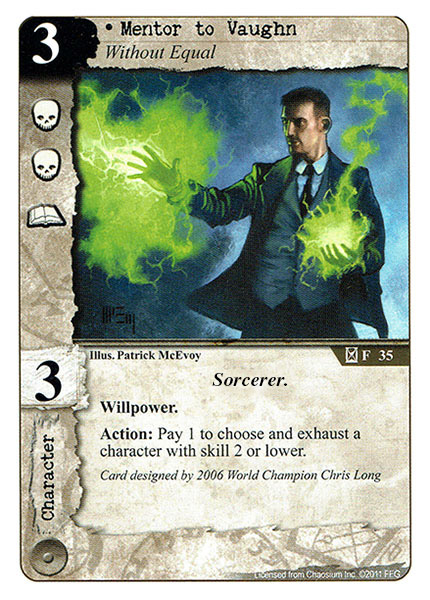 3
• Mentor to Vaughn
Without Equal
Illus. Patrick McEvoy
F 35
3
Sorcerer.
Willpower.
Action: Pay 1 to choose and exhaust a
character with skill 2 or lower.
Card designed by 2006 World Champion Chris Long
Character
Licensed from Chaosium Inc. ©2011 FFG